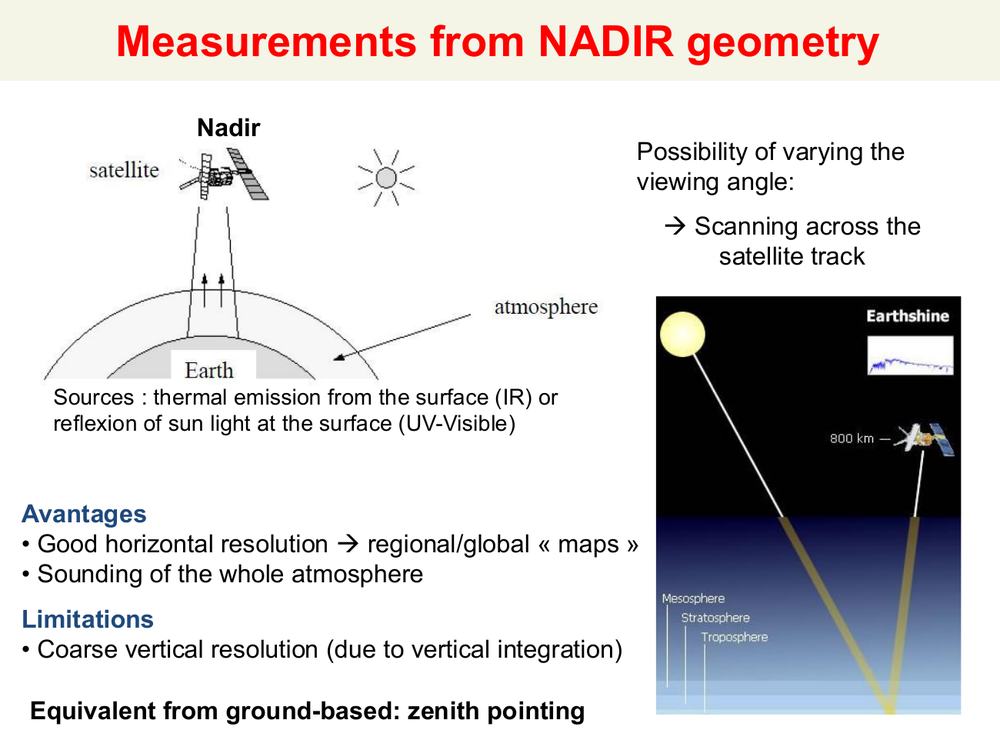 Measurements from NADIR geometry
Nadir
satellite
atmosphere
Earth
Sources : thermal emission from the surface (IR) or
reflexion of sun light at the surface (UV-Visible)
Possibility of varying the
viewing angle:
→ Scanning across the
satellite track
Earthshine
800 km
Mesosphere
Stratosphere
Troposphere
Avantages
• Good horizontal resolution → regional/global « maps »
• Sounding of the whole atmosphere
Limitations
• Coarse vertical resolution (due to vertical integration)
Equivalent from ground-based: zenith pointing